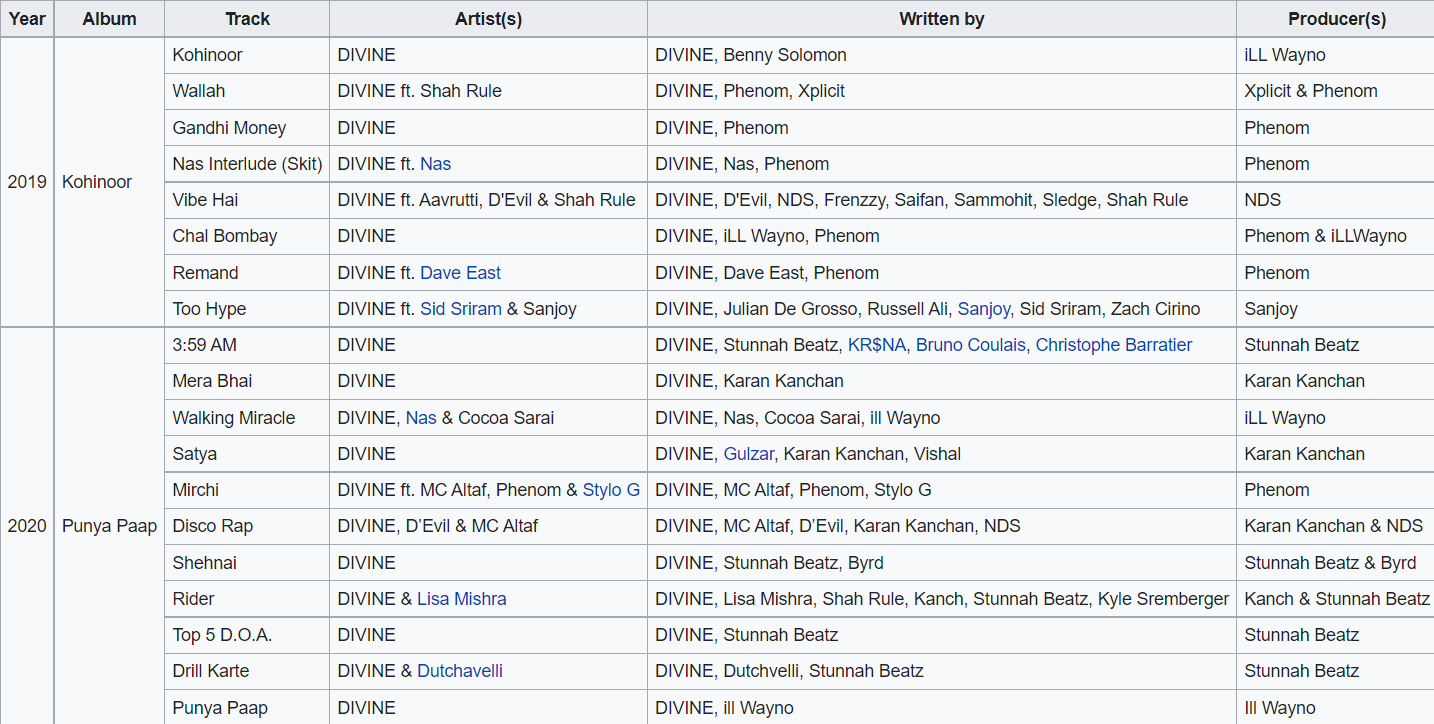 Year Album Track Artist(s) Written by Producer(s)
2019 Kohinoor
Kohinoor DIVINE DIVINE, Benny Solomon iLL Wayno
Wallah DIVINE ft. Shah Rule DIVINE, Phenom, Xplicit Xplicit & Phenom
Gandhi Money DIVINE DIVINE, Phenom Phenom
Nas Interlude (Skit) DIVINE ft. Nas DIVINE, Nas, Phenom Phenom
Vibe Hai DIVINE ft. Aavrutti, D'Evil & Shah Rule DIVINE, D'Evil, NDS, Frenzzy, Saifan, Sammohit, Sledge, Shah Rule NDS
Chal Bombay DIVINE DIVINE, iLL Wayno, Phenom Phenom & iLLWayno
Remand DIVINE ft. Dave East DIVINE, Dave East, Phenom Phenom
Too Hype DIVINE ft. Sid Sriram & Sanjoy DIVINE, Julian De Grosso, Russell Ali, Sanjoy, Sid Sriram, Zach Cirino Sanjoy
2020 Punya Paap
3:59 AM DIVINE DIVINE, Stunnah Beatz, KR$NA, Bruno Coulais, Christophe Barratier Stunnah Beatz
Mera Bhai DIVINE DIVINE, Karan Kanchan Karan Kanchan
Walking Miracle DIVINE, Nas & Cocoa Sarai DIVINE, Nas, Cocoa Sarai, ill Wayno iLL Wayno
Satya DIVINE DIVINE, Gulzar, Karan Kanchan, Vishal Karan Kanchan
Mirchi DIVINE ft. MC Altaf, Phenom & Stylo G DIVINE, MC Altaf, Phenom, Stylo G Phenom
Disco Rap DIVINE, D’Evil & MC Altaf DIVINE, MC Altaf, D’Evil, Karan Kanchan, NDS Karan Kanchan & NDS
Shehnai DIVINE DIVINE, Stunnah Beatz, Byrd Stunnah Beatz & Byrd
Rider DIVINE & Lisa Mishra DIVINE, Lisa Mishra, Shah Rule, Kanch, Stunnah Beatz, Kyle Sremberger Kanch & Stunnah Beatz
Top 5 D.O.A. DIVINE DIVINE, Stunnah Beatz Stunnah Beatz
Drill Karte DIVINE & Dutchavelli DIVINE, Dutchvelli, Stunnah Beatz Stunnah Beatz
Punya Paap DIVINE DIVINE, ill Wayno Ill Wayno